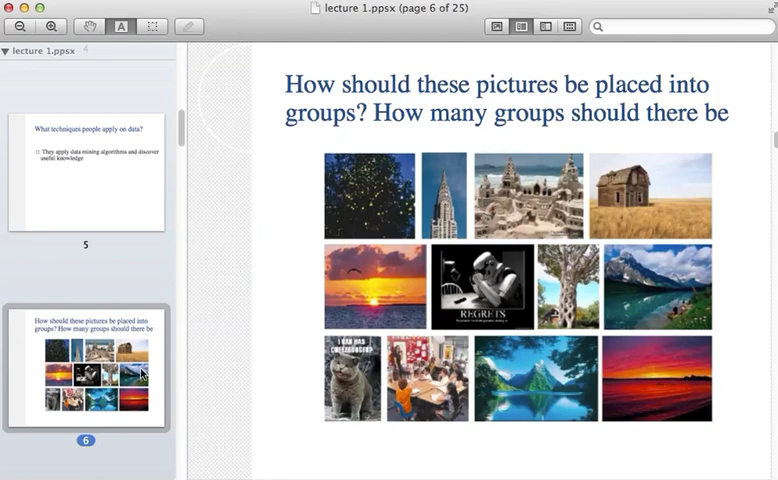 lecture 1.ppsx (page 6 of 25)
lecture 1.ppsx
4
What techniques people apply on data?
They apply data mining algorithms and discover
useful knowledge
5
How should these pictures be placed into
groups? How many groups should there be
6
How should these pictures be placed into
groups? How many groups should there be
REGRETS
I CAN HAS
CHEEZBURGER?